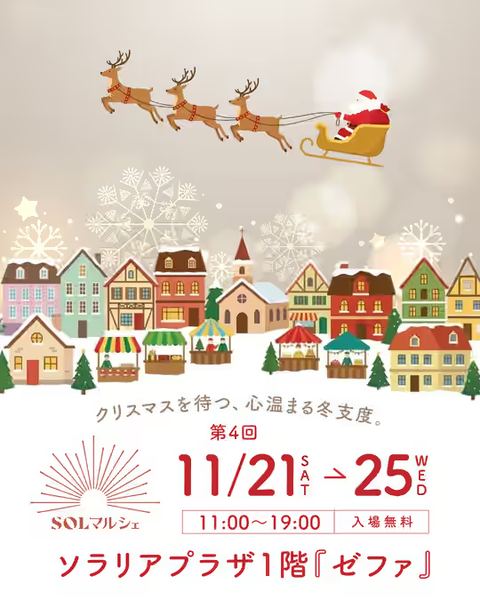 クリスマスを待つ、心温まる冬支度。
第4回
11/21 SAT → 25 WED
SOLマルシェ
11:00～19:00 入場無料
ソラリアプラザ1階『ゼファ』